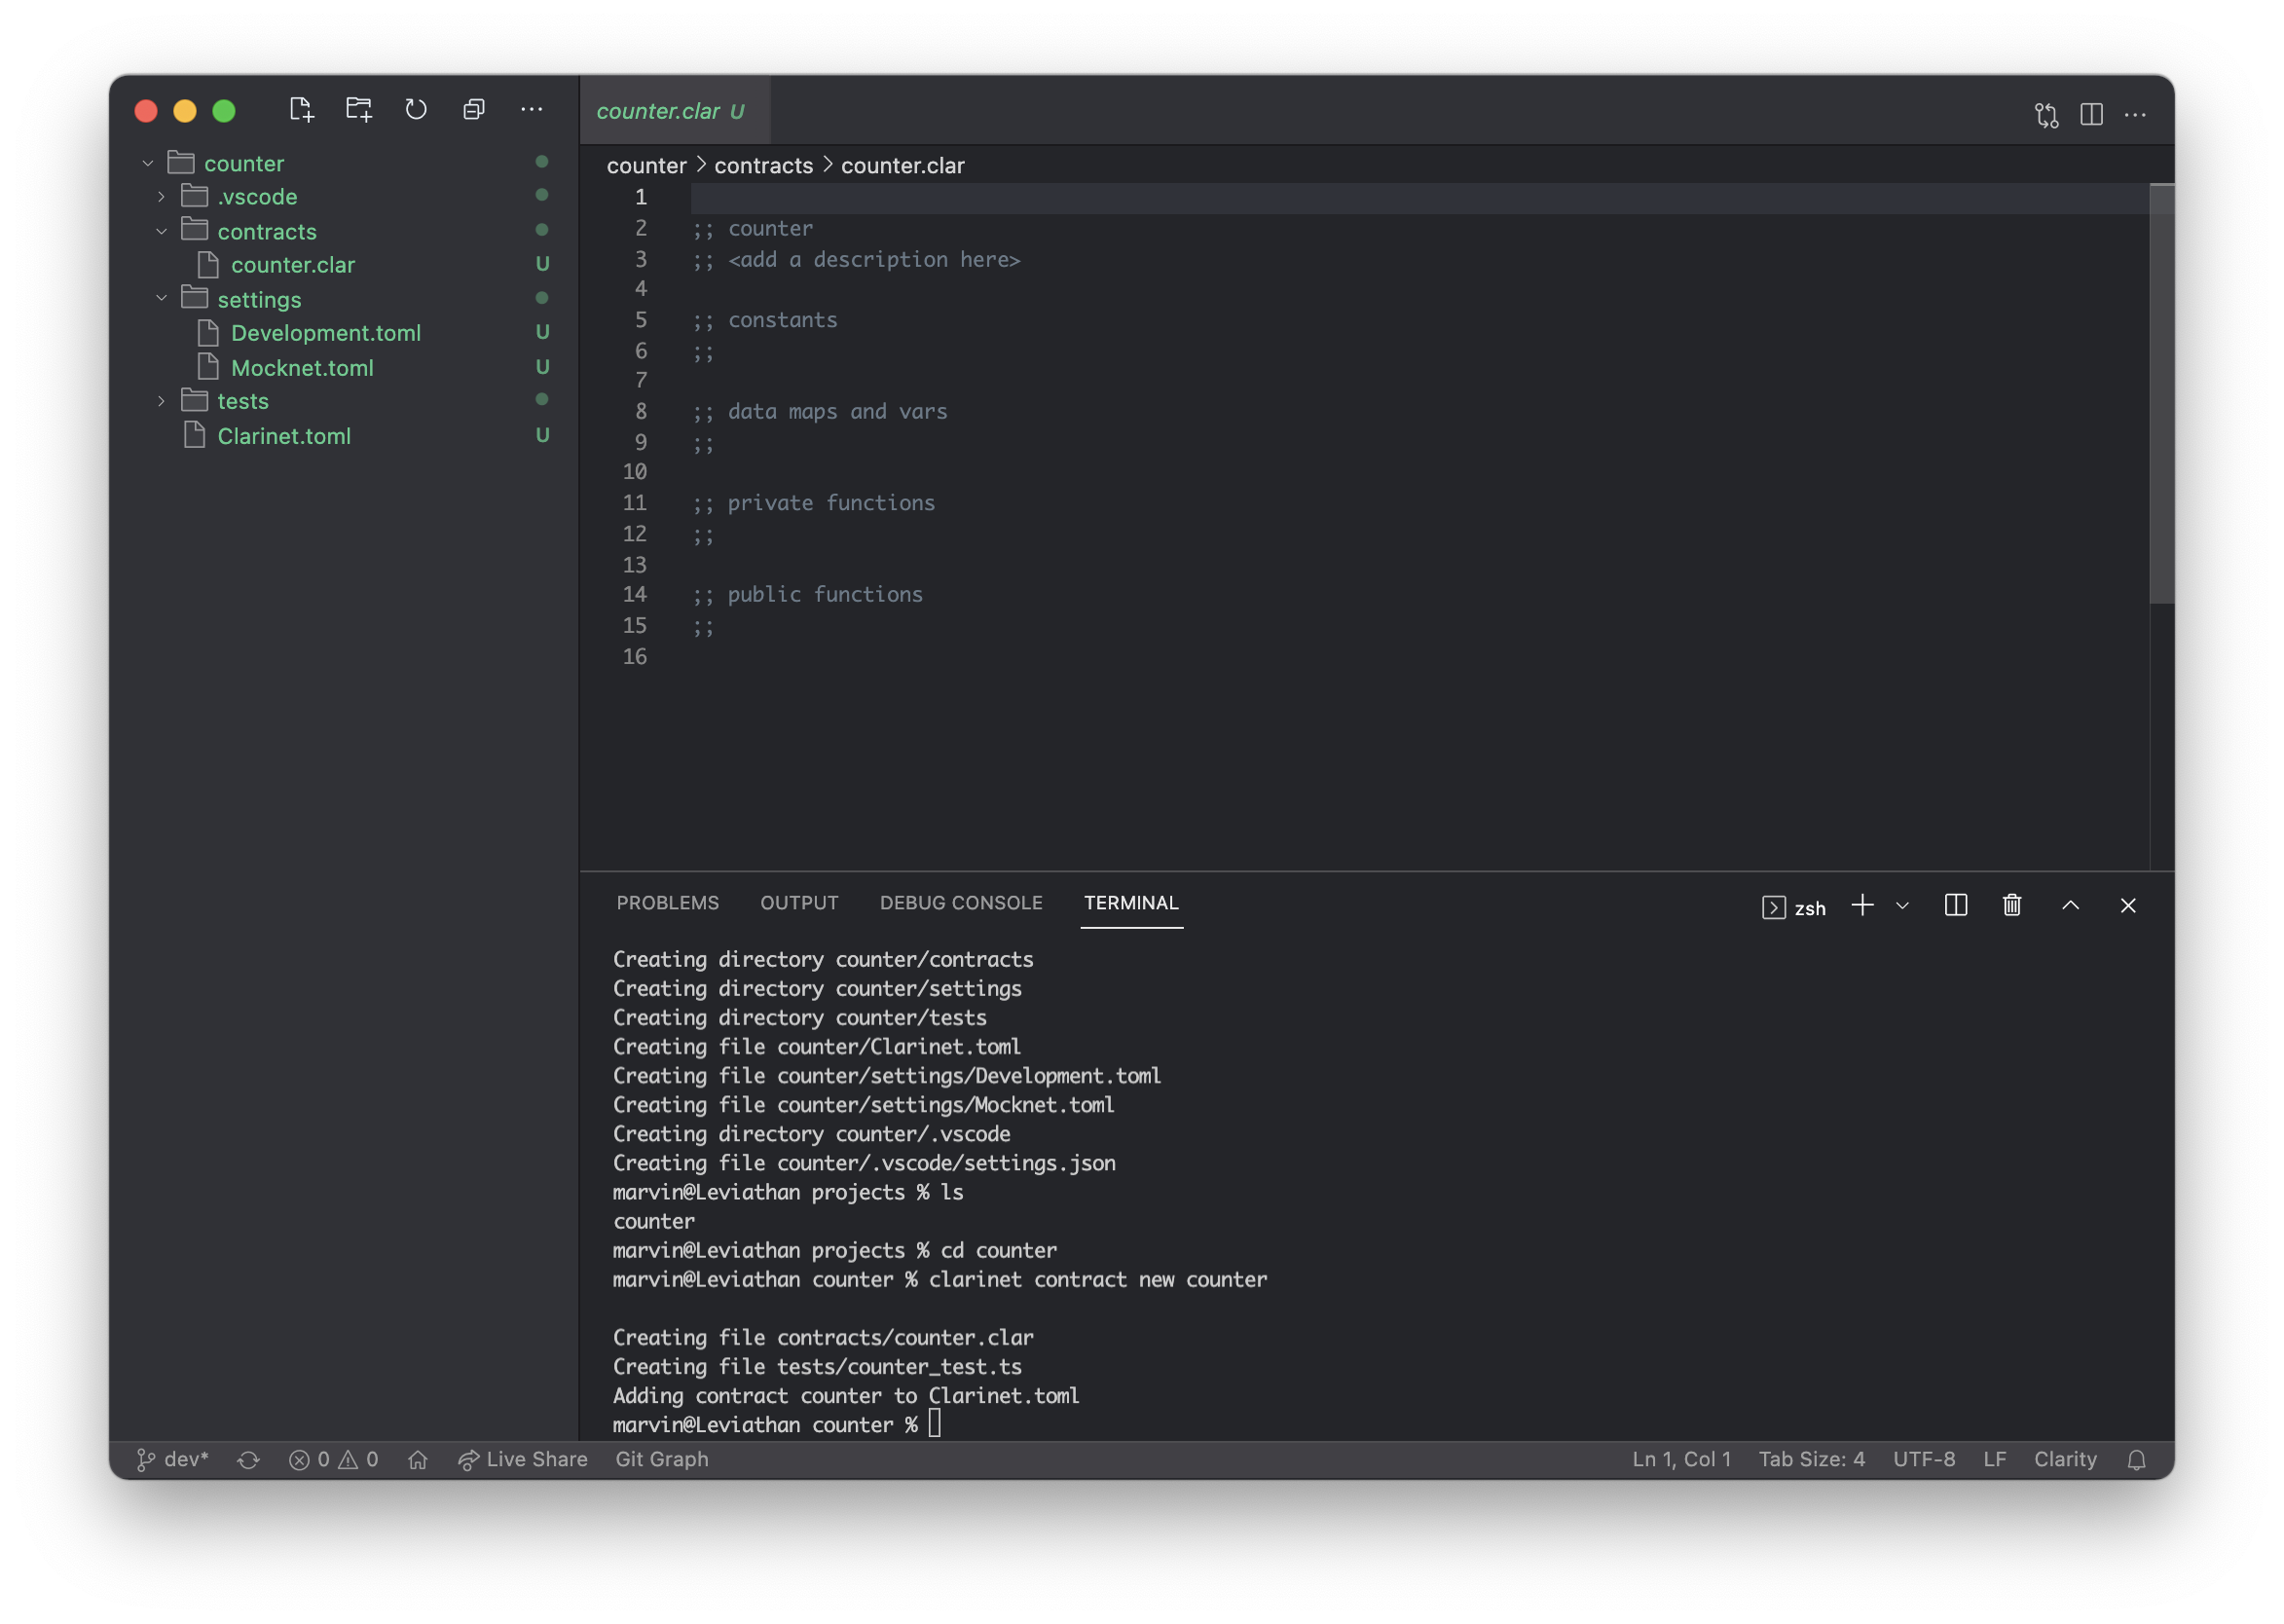 counter
.vscode
contracts
counter.clar U
settings
Development.toml U
Mocknet.toml U
tests
Clarinet.toml U
counter.clar U
counter > contracts > counter.clar
1
2 ;; counter
3 ;; <add a description here>
4
5 ;; constants
6 ;;
7
8 ;; data maps and vars
9 ;;
10
11 ;; private functions
12 ;;
13
14 ;; public functions
15 ;;
16
PROBLEMS OUTPUT DEBUG CONSOLE TERMINAL zsh
Creating directory counter/contracts
Creating directory counter/settings
Creating directory counter/tests
Creating file counter/Clarinet.toml
Creating file counter/settings/Development.toml
Creating file counter/settings/Mocknet.toml
Creating directory counter/.vscode
Creating file counter/.vscode/settings.json
marvin@Leviathan projects % ls
counter
marvin@Leviathan projects % cd counter
marvin@Leviathan counter % clarinet contract new counter
Creating file contracts/counter.clar
Creating file tests/counter_test.ts
Adding contract counter to Clarinet.toml
marvin@Leviathan counter %
dev* 0 0 Live Share Git Graph Ln 1, Col 1 Tab Size: 4 UTF-8 LF Clarity